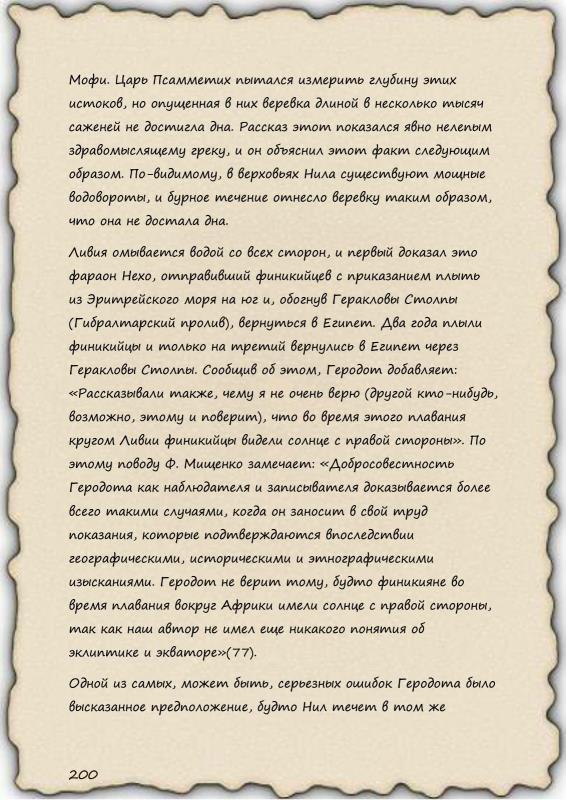 Мофи. Царь Псамметих пытался измерить глубину этих
истоков, но опущенная в них веревка длиной в несколько тысяч
саженей не достигла дна. Рассказ этот показался явно нелепым
здравомыслящему греку, и он объяснил этот факт следующим
образом. По-видимому, в верховьях Нила существуют мощные
водовороты, и бурное течение отнесло веревку таким образом,
что она не достала дна.
Ливия омывается водой со всех сторон, и первый доказал это
фараон Нехо, отправивший финикийцев с приказанием плыть
из Эритрейского моря на юг и, обогнув Геракловы Столпы
(Гибралтарский пролив), вернуться в Египет. Два года плыли
финикийцы и только на третий вернулись в Египет через
Геракловы Столпы. Сообщив об этом, Геродот добавляет:
«Рассказывали также, чему я не очень верю (другой кто-нибудь,
возможно, этому и поверит), что во время этого плавания
кругом Ливии финикийцы видели солнце с правой стороны». По
этому поводу Ф. Мищенко замечает: «Добросовестность
Геродота как наблюдателя и записывателя доказывается более
всего такими случаями, когда он заносит в свой труд
показания, которые подтверждаются впоследствии
географическими, историческими и этнографическими
изысканиями. Геродот не верит тому, будто финикияне во
время плавания вокруг Африки имели солнце с правой стороны,
так как наш автор не имел еще никакого понятия об
эклиптике и экваторе»(77).
Одной из самых, может быть, серьезных ошибок Геродота было
высказанное предположение, будто Нил течет в том же
200